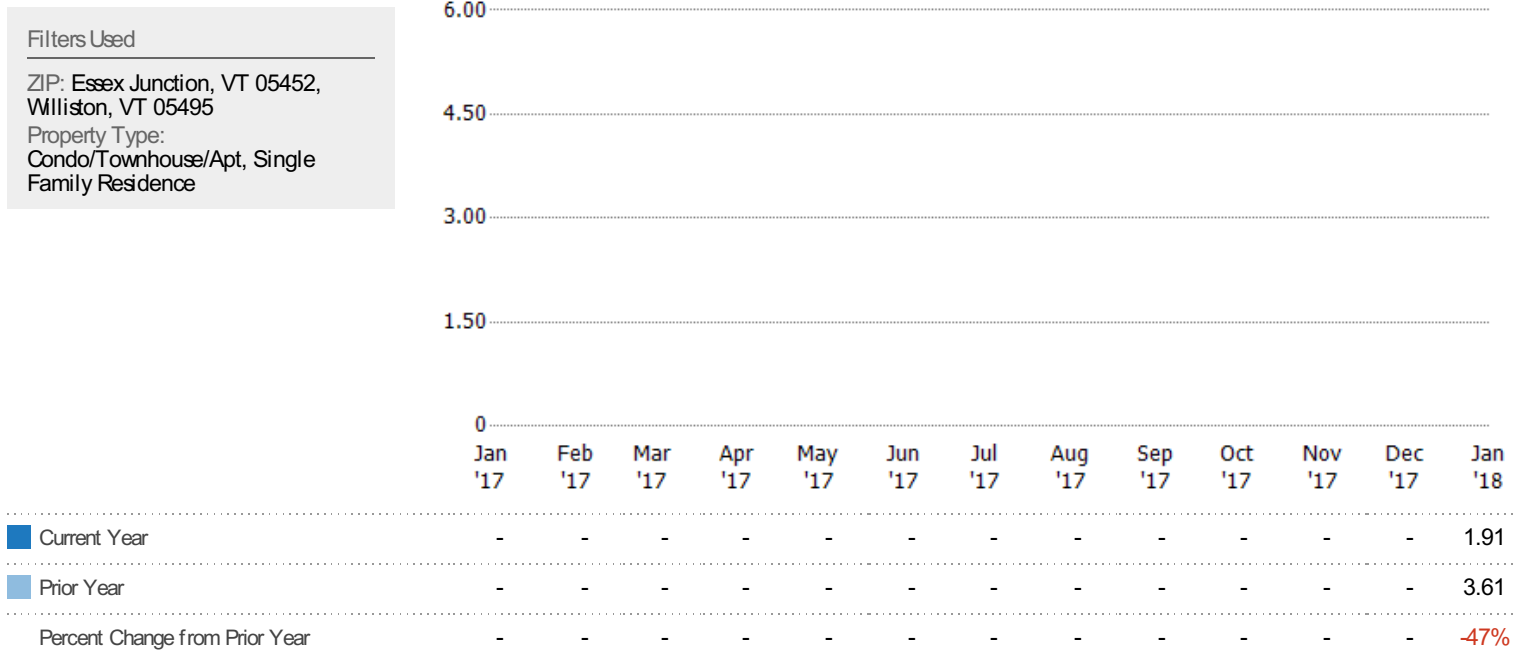 Filters Used
ZIP: Essex Junction, VT 05452,
Williston, VT 05495
Property Type:
Condo/Townhouse/Apt, Single
Family Residence
6.00
4.50
3.00
1.50
0
Jan Feb Mar Apr May Jun Jul Aug Sep Oct Nov Dec Jan
'17 '17 '17 '17 '17 '17 '17 '17 '17 '17 '17 '17 '18
Current Year - - - - - - - - - - - - 1.91
Prior Year - - - - - - - - - - - - 3.61
Percent Change from Prior Year - - - - - - - - - - - - -47%